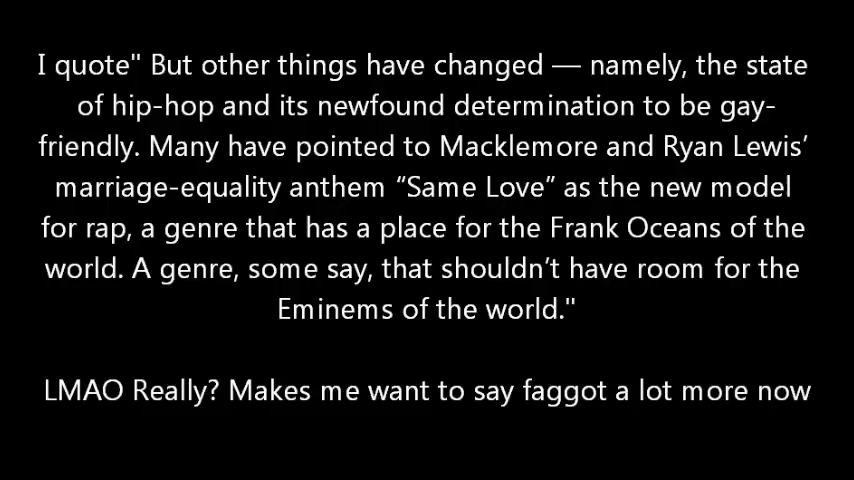 I quote" But other things have changed — namely, the state
of hip-hop and its newfound determination to be gay-
friendly. Many have pointed to Macklemore and Ryan Lewis’
marriage-equality anthem “Same Love” as the new model
for rap, a genre that has a place for the Frank Oceans of the
world. A genre, some say, that shouldn’t have room for the
Eminems of the world."
LMAO Really? Makes me want to say faggot a lot more now